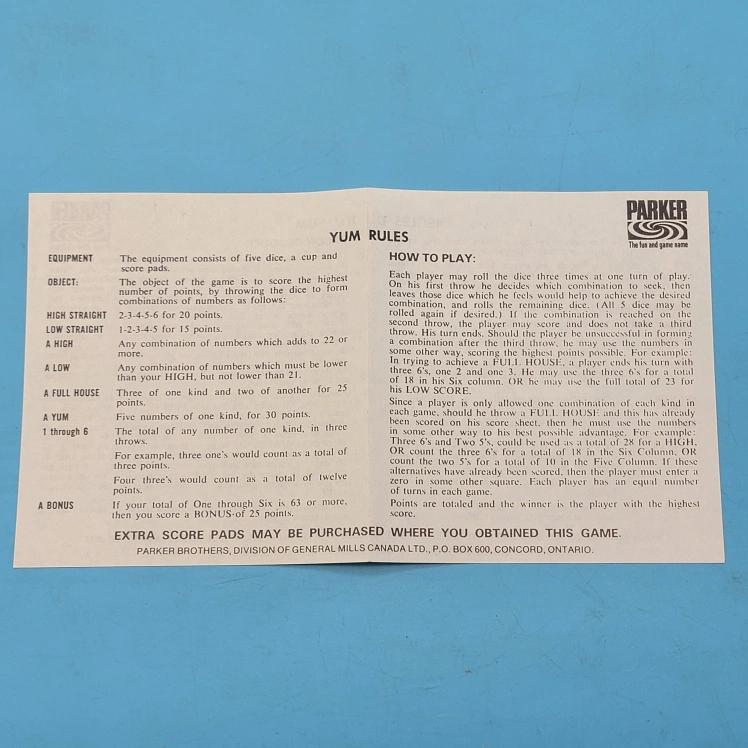 YUM RULES
EQUIPMENT The equipment consists of five dice, a cup and
score pads.
OBJECT: The object of the game is to score the highest
number of points, by throwing the dice to form
combinations of numbers as follows:
HIGH STRAIGHT 2-3-4-5-6 for 20 points.
LOW STRAIGHT 1-2-3-4-5 for 15 points.
A HIGH Any combination of numbers which adds to 22 or
more.
A LOW Any combination of numbers which must be lower
than your HIGH, but not lower than 21.
A FULL HOUSE Three of one kind and two of another for 25
points.
A YUM Five numbers of one kind, for 30 points.
1 through 6 The total of any number of one kind, in three
throws.
For example, three one's would count as a total of
three points.
Four three's would count as a total of twelve
points.
A BONUS If your total of One through Six is 63 or more,
then you score a BONUS of 25 points.
PARKER
The fun and game name
HOW TO PLAY:
Each player may roll the dice three times at one turn of play.
On his first throw he decides which combination to seek, then
leaves those dice which he feels would help to achieve the desired
combination, and rolls the remaining dice. (All 5 dice may be
rolled again if desired.) If the combination is reached on the
second throw, the player may score and does not take a third
throw. His turn ends. Should the player be unsuccessful in forming
a combination after the third throw, he may use the numbers in
some other way, scoring the highest points possible. For example:
In trying to achieve a FULL HOUSE, a player ends his turn with
three 6's, one 2 and one 3. He may use the three 6's for a total
of 18 in his Six column. OR he may use the full total of 23 for
his LOW SCORE.
Since a player is only allowed one combination of each kind in
each game, should he throw a FULL HOUSE and this has already
been scored on his score sheet, then he must use the numbers
in some other way to his best possible advantage. For example:
Three 6's and Two 5's, could be used as a total of 28 for a HIGH,
OR count the three 6's for a total of 18 in the Six Column, OR
count the two 5's for a total of 10 in the Five Column. If these
alternatives have already been scored, then the player must enter a
zero in some other square. Each player has an equal number
of turns in each game.
Points are totaled and the winner is the player with the highest
score.
EXTRA SCORE PADS MAY BE PURCHASED WHERE YOU OBTAINED THIS GAME.
PARKER BROTHERS, DIVISION OF GENERAL MILLS CANADA LTD., P.O. BOX 600, CONCORD, ONTARIO.